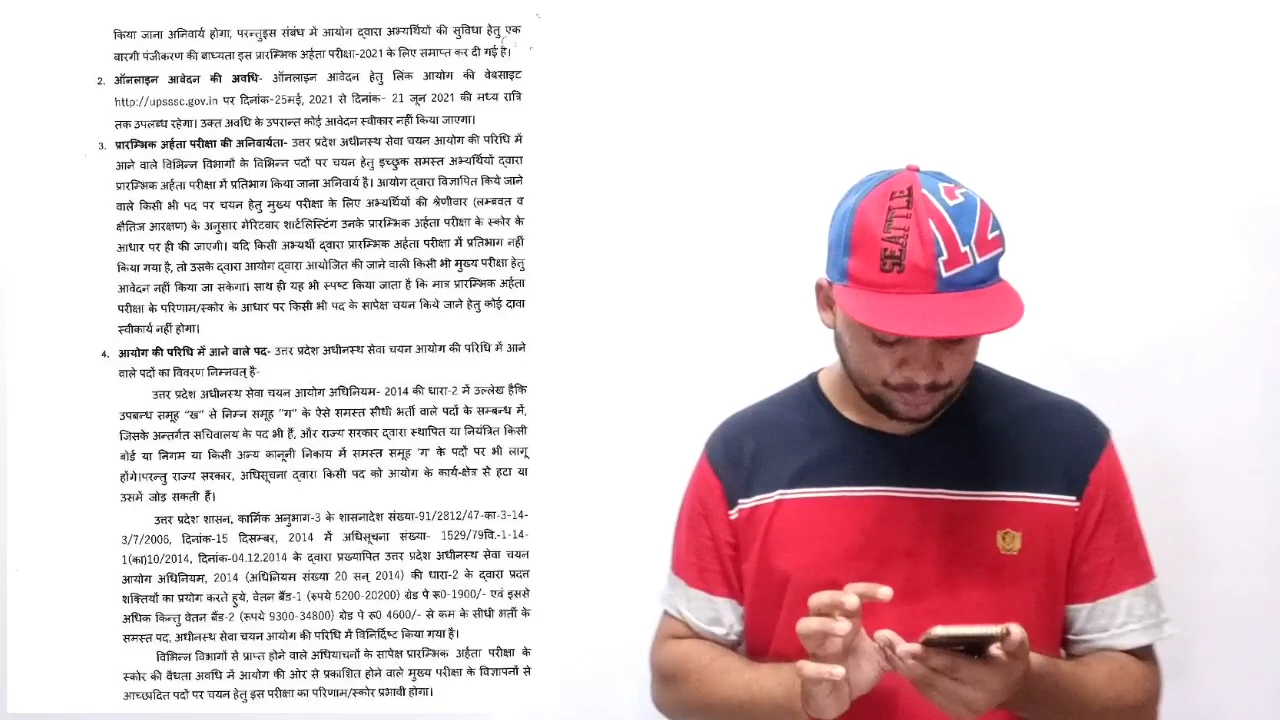 किया जाना अनिवार्य होगा, परन्तुइस संबंध में आयोग द्वारा अभ्यर्थियों की सुविधा हेतु एक
बारगी पंजीकरण की बाध्यता इस प्रारम्भिक अर्हता परीक्षा-2021 के लिए समाप्त कर दी गई है।
2. ऑनलाइन आवेदन की अवधि- ऑनलाइन आवेदन हेतु लिंक आयोग की वेबसाइट
http://upsssc.gov.in पर दिनांक-25मई, 2021 से दिनांक- 21 जून 2021 की मध्य रात्रि
तक उपलब्ध रहेगा। उक्त अवधि के उपरान्त कोई आवेदन स्वीकार नहीं किया जाएगा।
3. प्रारम्भिक अर्हता परीक्षा की अनिवार्यता- उत्तर प्रदेश अधीनस्थ सेवा चयन आयोग की परिधि में
आने वाले विभिन्न विभागों के विभिन्न पदों पर चयन हेतु इच्छुक समस्त अभ्यर्थियों द्वारा
प्रारम्भिक अर्हता परीक्षा में प्रतिभाग किया जाना अनिवार्य है। आयोग द्वारा विज्ञापित किये जाने
वाले किसी भी पद पर चयन हेतु मुख्य परीक्षा के लिए अभ्यर्थियों की श्रेणीवार (लम्बवत व
क्षैतिज आरक्षण) के अनुसार मेरिटवार शार्टलिस्टिंग उनके प्रारम्भिक अर्हता परीक्षा के स्कोर के
आधार पर ही की जाएगी। यदि किसी अभ्यर्थी द्वारा प्रारम्भिक अर्हता परीक्षा में प्रतिभाग नहीं
किया गया है, तो उसके द्वारा आयोग द्वारा आयोजित की जाने वाली किसी भी मुख्य परीक्षा हेतु
आवेदन नहीं किया जा सकेगा। साथ ही यह भी स्पष्ट किया जाता है कि मात्र प्रारम्भिक अर्हता
परीक्षा के परिणाम/स्कोर के आधार पर किसी भी पद के सापेक्ष चयन किये जाने हेतु कोई दावा
स्वीकार्य नहीं होगा।
4. आयोग की परिधि में आने वाले पद- उत्तर प्रदेश अधीनस्थ सेवा चयन आयोग की परिधि में आने
वाले पदों का विवरण निम्नवत् है-
उत्तर प्रदेश अधीनस्थ सेवा चयन आयोग अधिनियम- 2014 की धारा-2 में उल्लेख हैकि
उपबन्ध समूह "ख" से निम्न समूह "ग" के ऐसे समस्त सीधी भर्ती वाले पदों के सम्बन्ध में,
जिसके अन्तर्गत सचिवालय के पद भी हैं, और राज्य सरकार द्वारा स्थापित या नियंत्रित किसी
बोर्ड या निगम या किसी अन्य कानूनी निकाय में समस्त समूह 'ग' के पदों पर भी लागू
होंगे।परन्तु राज्य सरकार, अधिसूचना द्वारा किसी पद को आयोग के कार्य-क्षेत्र से हटा या
उसमें जोड़ सकती हैं।
उत्तर प्रदेश शासन, कार्मिक अनुभाग-3 के शासनादेश संख्या-91/2812/47-का-3-14-
3/7/2006, दिनांक-15 दिसम्बर, 2014 में अधिसूचना संख्या- 1529/79वि.-1-14-
1(का)10/2014, दिनांक-04.12.2014 के द्वारा प्रख्यापित उत्तर प्रदेश अधीनस्थ सेवा चयन
आयोग अधिनियम, 2014 (अधिनियम संख्या 20 सन् 2014) की धारा-2 के द्वारा प्रदत्त
शक्तियों का प्रयोग करते हुये, वेतन बैंड-1 (रुपये 5200-20200) ग्रेड पे रू0-1900/- एवं इससे
अधिक किन्तु वेतन बैंड-2 (रूपये 9300-34800) ग्रेड पे रू0 4600/- से कम के सीधी भर्ती के
समस्त पद, अधीनस्थ सेवा चयन आयोग की परिधि में विनिर्दिष्ट किया गया है।
विभिन्न विभागों से प्राप्त होने वाले अधियाचनों के सापेक्ष प्रारम्भिक अर्हता परीक्षा के
स्कोर की वैधता अवधि में आयोग की ओर से प्रकाशित होने वाले मुख्य परीक्षा के विज्ञापनों से
आच्छादित पदों पर चयन हेतु इस परीक्षा का परिणाम/स्कोर प्रभावी होगा।
SEATTLE
12